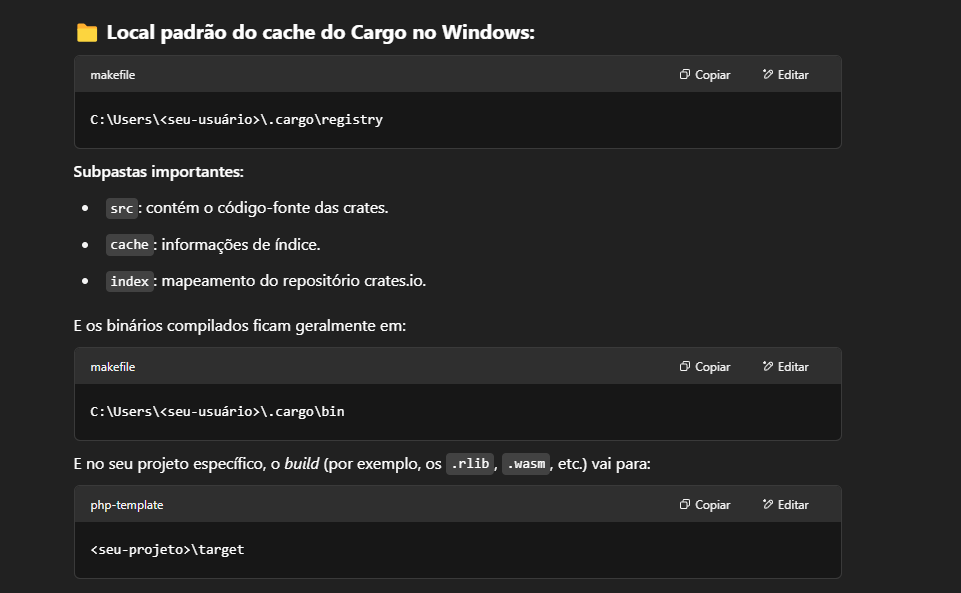 Local padrão do cache do Cargo no Windows:
makefile Copiar Editar
C:\Users\<seu-usuário>\.cargo\registry
Subpastas importantes:
src: contém o código-fonte das crates.
cache: informações de índice.
index: mapeamento do repositório crates.io.
E os binários compilados ficam geralmente em:
makefile Copiar Editar
C:\Users\<seu-usuário>\.cargo\bin
E no seu projeto específico, o build (por exemplo, os .rlib, .wasm, etc.) vai para:
php-template Copiar Editar
<seu-projeto>\target